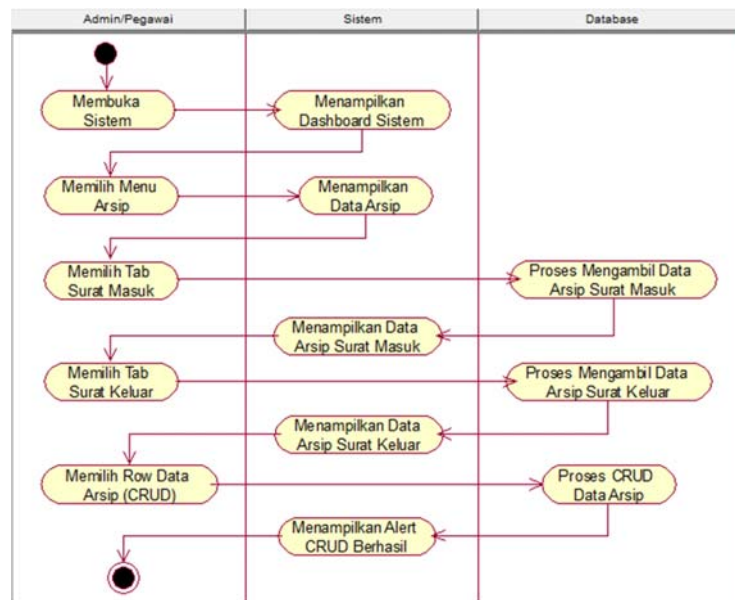 Admin/Pegawai
Sistem
Database
Membuka
Sistem
Menampilkan
Dashboard Sistem
Memilih Menu
Arsip
Menampilkan
Data Arsip
Memilih Tab
Surat Masuk
Proses Mengambil Data
Arsip Surat Masuk
Menampilkan Data
Arsip Surat Masuk
Memilih Tab
Surat Keluar
Proses Mengambil Data
Arsip Surat Keluar
Menampilkan Data
Arsip Surat Keluar
Memilih Row Data
Arsip (CRUD)
Proses CRUD
Data Arsip
Menampilkan Alert
CRUD Berhasil